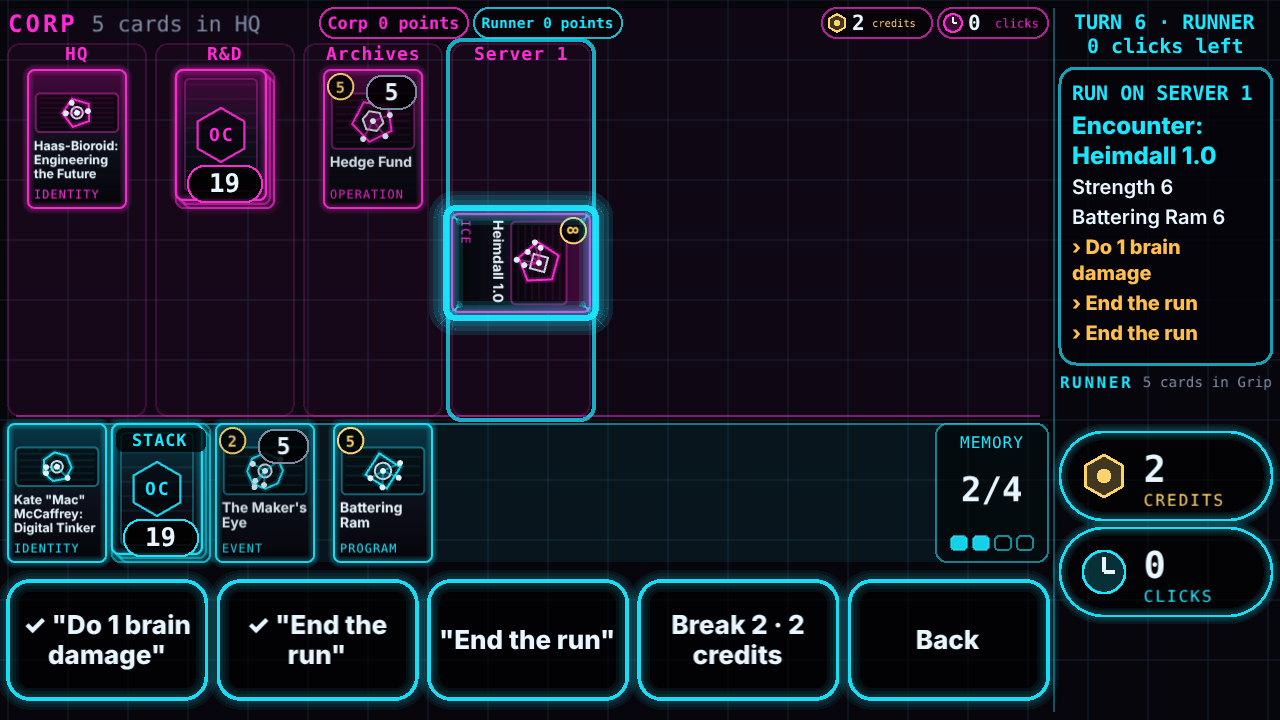 CORP 5 cards in HQ
Corp 0 points
Runner 0 points
2 credits
0 clicks
TURN 6 · RUNNER
0 clicks left
HQ
R&D
Archives
Server 1
Haas-Bioroid:
Engineering
the Future
IDENTITY
OC
19
5
5
Hedge Fund
OPERATION
ICE
Heimdall 1.0
8
RUN ON SERVER 1
Encounter:
Heimdall 1.0
Strength 6
Battering Ram 6
› Do 1 brain
damage
› End the run
› End the run
RUNNER 5 cards in Grip
Kate "Mac"
McCaffrey:
Digital Tinker
IDENTITY
STACK
OC
19
2
5
The Maker's
Eye
EVENT
5
Battering
Ram
PROGRAM
MEMORY
2/4
2
CREDITS
0
CLICKS
✓ "Do 1 brain
damage"
✓ "End the
run"
"End the run"
Break 2 · 2
credits
Back